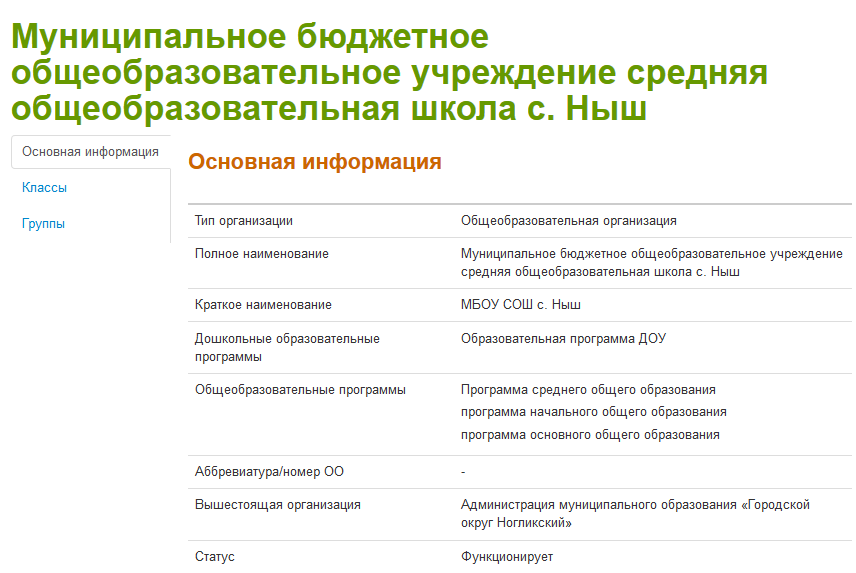 Муниципальное бюджетное
общеобразовательное учреждение средняя
общеобразовательная школа с. Ныш
Основная информация
Классы
Группы
Основная информация
Тип организации Общеобразовательная организация
Полное наименование Муниципальное бюджетное общеобразовательное учреждение
средняя общеобразовательная школа с. Ныш
Краткое наименование МБОУ СОШ с. Ныш
Дошкольные образовательные Образовательная программа ДОУ
программы
Общеобразовательные программы Программа среднего общего образования
программа начального общего образования
программа основного общего образования
Аббревиатура/номер ОО -
Вышестоящая организация Администрация муниципального образования «Городской
округ Ногликский»
Статус Функционирует